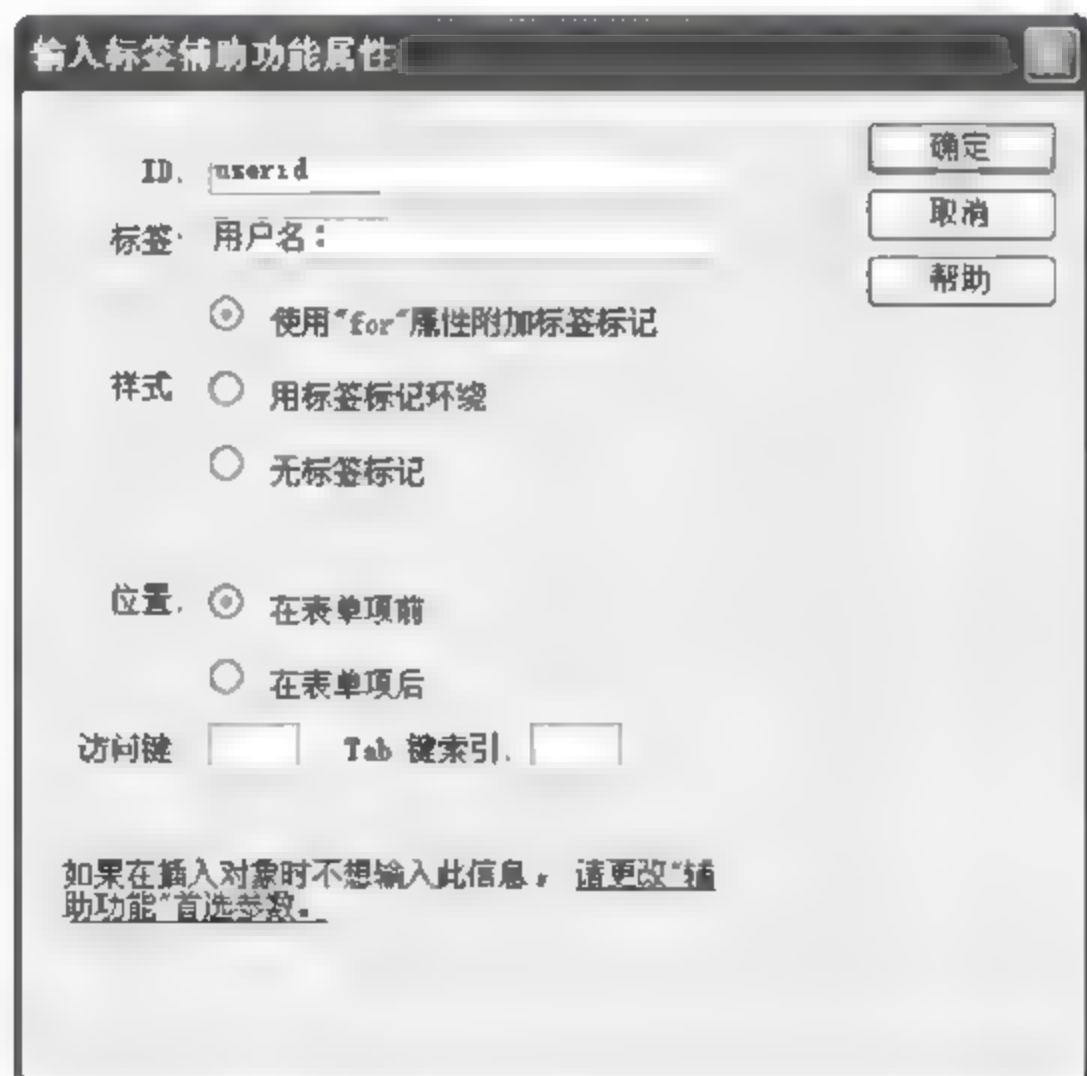 输入标签辅助功能属性
确定
ID. userid
取消
标签: 用户名：
帮助
使用"for"属性附加标签标记
样式 用标签标记环绕
无标签标记
位置. 在表单项前
在表单项后
访问键 Tab 键索引.
如果在插入对象时不想输入此信息，请更改"辅
助功能"首选参数。